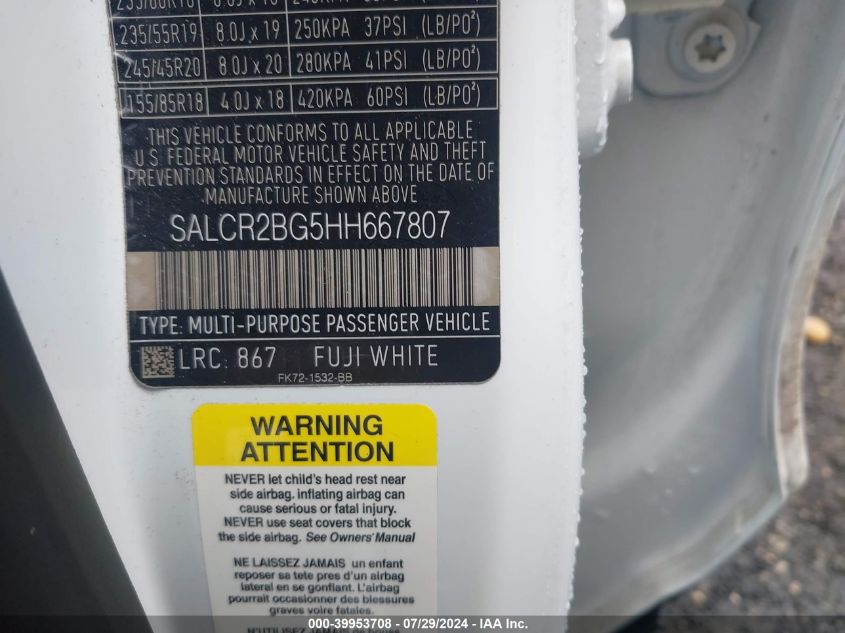 235/55R19 8.0J x 19 250KPA 37PSI (LB/PO²)
245/45R20 8.0J x 20 280KPA 41PSI (LB/PO²)
155/85R18 4.0J x 18 420KPA 60PSI (LB/PO²)
THIS VEHICLE CONFORMS TO ALL APPLICABLE
U.S. FEDERAL MOTOR VEHICLE SAFETY AND THEFT
PREVENTION STANDARDS IN EFFECT ON THE DATE OF
MANUFACTURE SHOWN ABOVE
SALCR2BG5HH667807
TYPE: MULTI-PURPOSE PASSENGER VEHICLE
LRC: 867 FUJI WHITE
FK72-1532-BB
WARNING
ATTENTION
NEVER let child's head rest near
side airbag. inflating airbag can
cause serious or fatal injury.
NEVER use seat covers that block
the side airbag. See Owners' Manual
NE LAISSEZ JAMAIS un enfant
reposer sa tete pres d'un airbag
lateral en se gonflant. L'airbag
pourrait occasionner des blessures
graves voire fatales.
N'UTILISEZ JAMAIS de
000-39953708 - 07/29/2024 - IAA Inc.